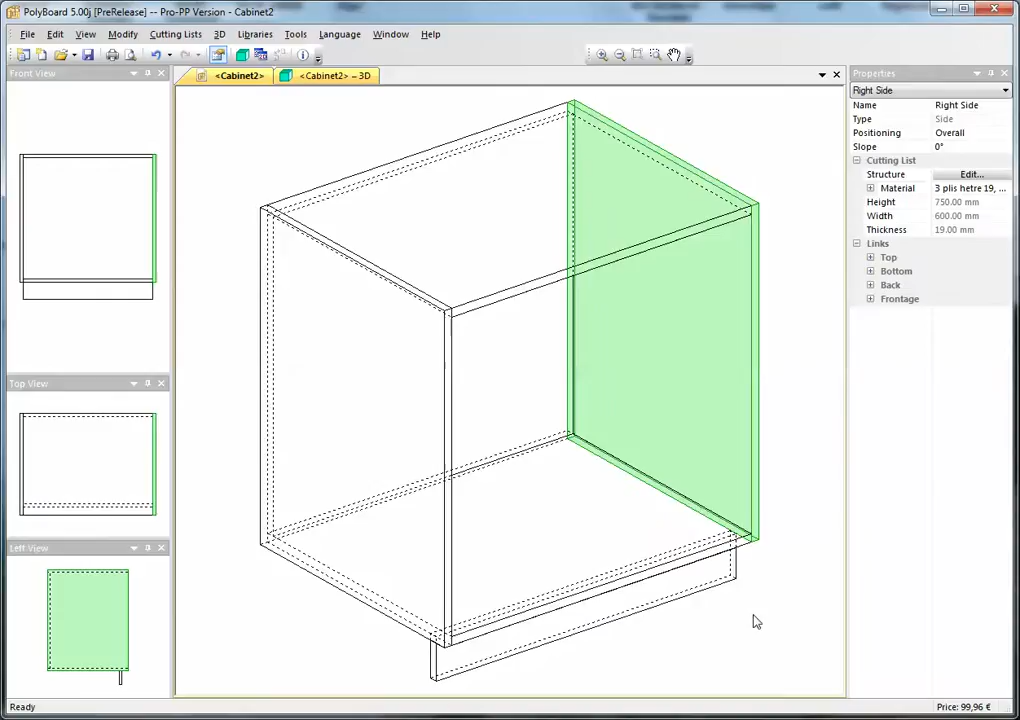 PolyBoard 5.00j [PreRelease] -- Pro-PP Version - Cabinet2
File Edit View Modify Cutting Lists 3D Libraries Tools Language Window Help
Front View
<Cabinet2> <Cabinet2> – 3D
Properties
Right Side
Name Right Side
Type Side
Positioning Overall
Slope 0°
Cutting List
Structure Edit...
Material 3 plis hetre 19, ...
Height 750.00 mm
Width 600.00 mm
Thickness 19.00 mm
Links
Top
Bottom
Back
Frontage
Top View
Left View
Ready Price: 99,96 €